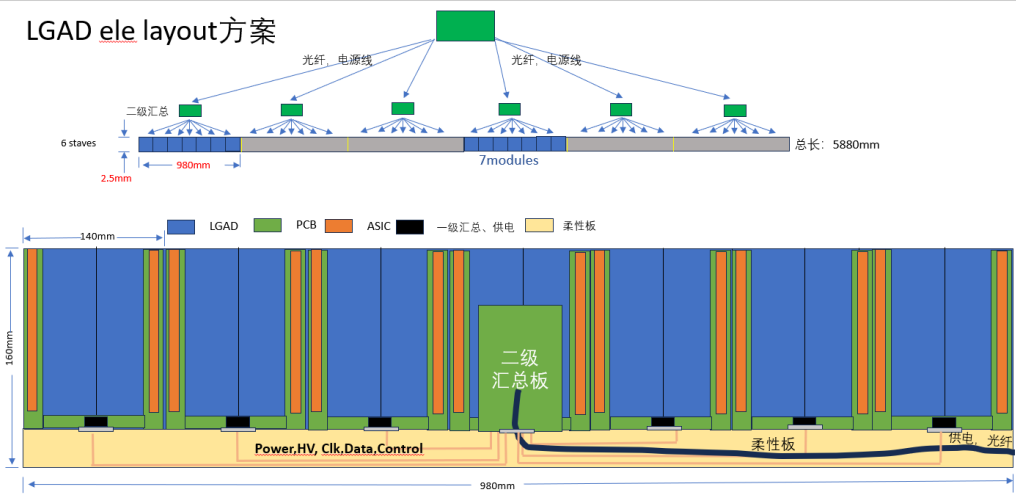 LGAD ele layout方案
光纤，电源线
光纤，电源线
二级汇总
6 staves
总长：5880mm
980mm
7modules
2.5mm
LGAD
PCB
ASIC
一级汇总、供电
柔性板
140mm
160mm
二级
汇总板
Power,HV, Clk,Data,Control
柔性板
供电，光纤
980mm